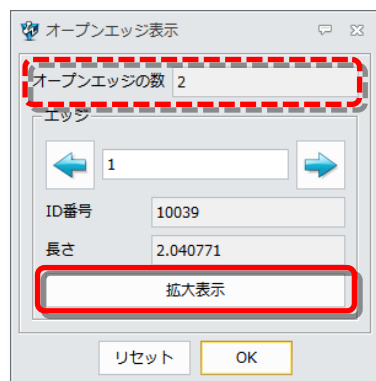 オープンエッジ表示
オープンエッジの数 2
エッジ
1
ID番号 10039
長さ 2.040771
拡大表示
リセット OK